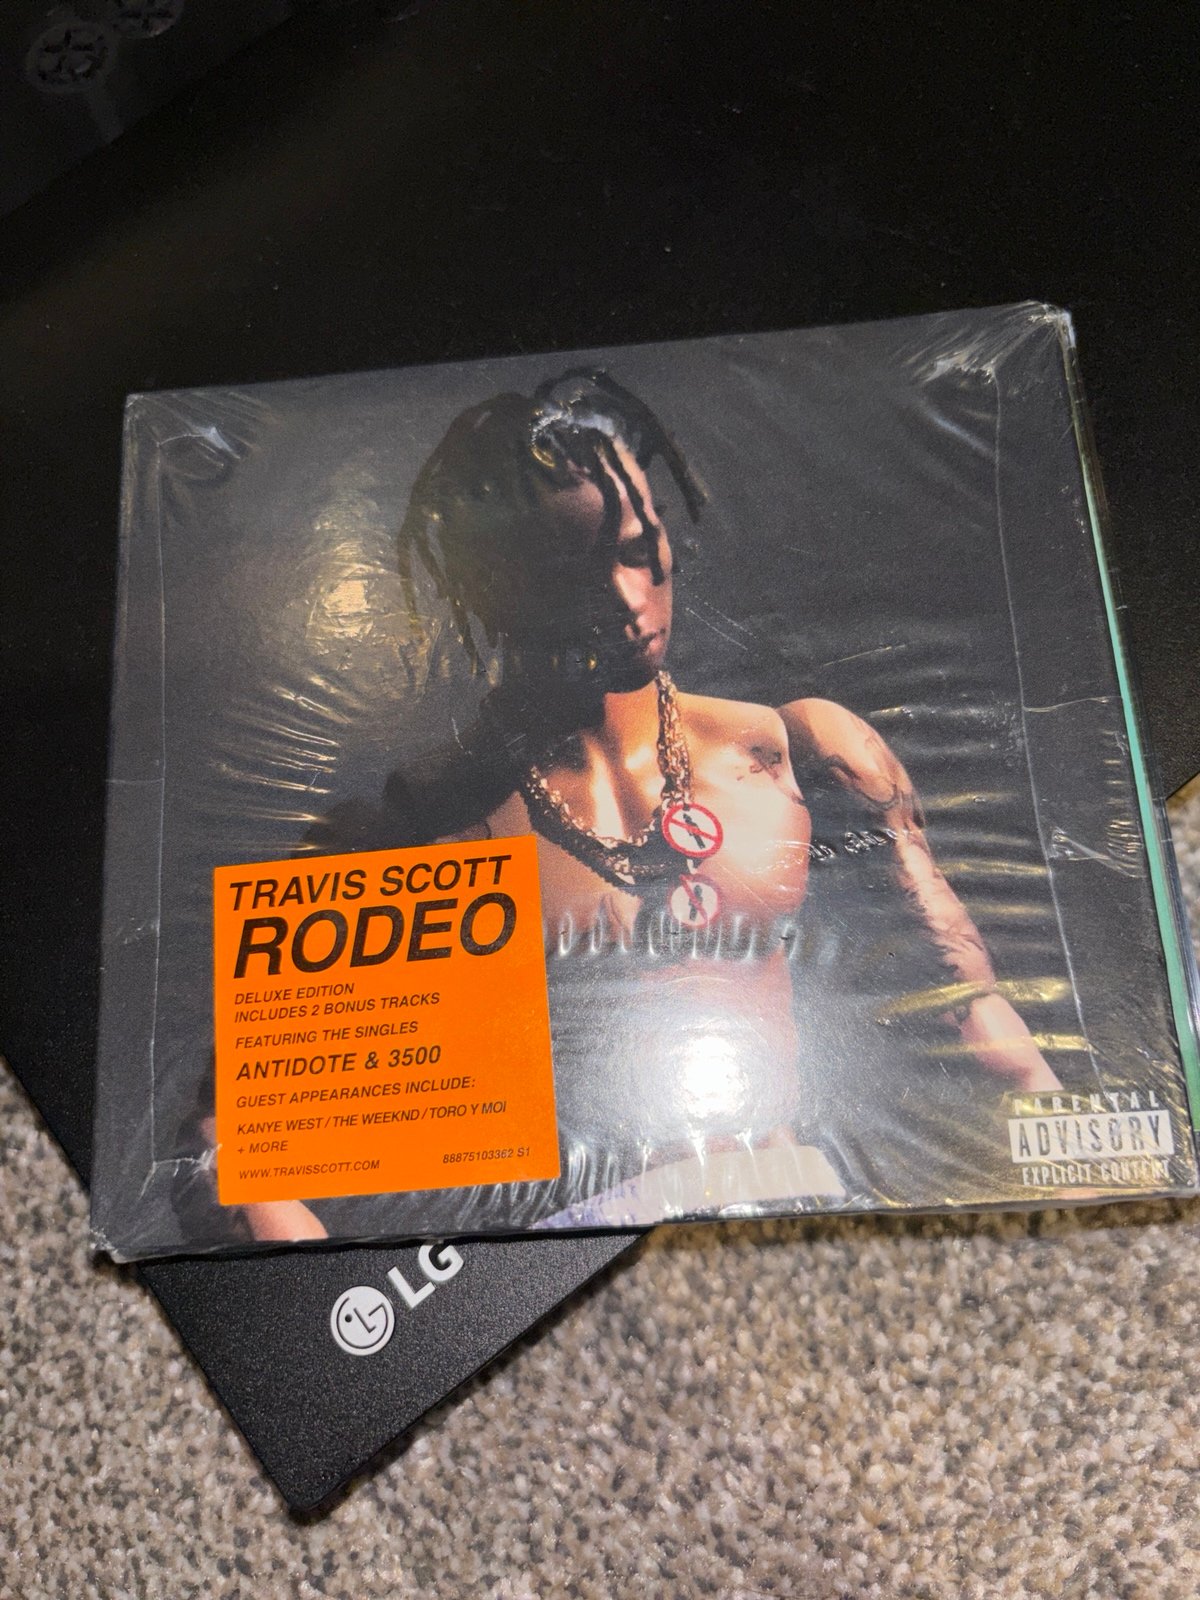 TRAVIS SCOTT
RODEO
DELUXE EDITION
INCLUDES 2 BONUS TRACKS
FEATURING THE SINGLES
ANTIDOTE & 3500
GUEST APPEARANCES INCLUDE:
KANYE WEST / THE WEEKND / TORO Y MOI
+ MORE
WWW.TRAVISSCOTT.COM 88875103362 S1
PARENTAL
ADVISORY
EXPLICIT CONTENT
LG